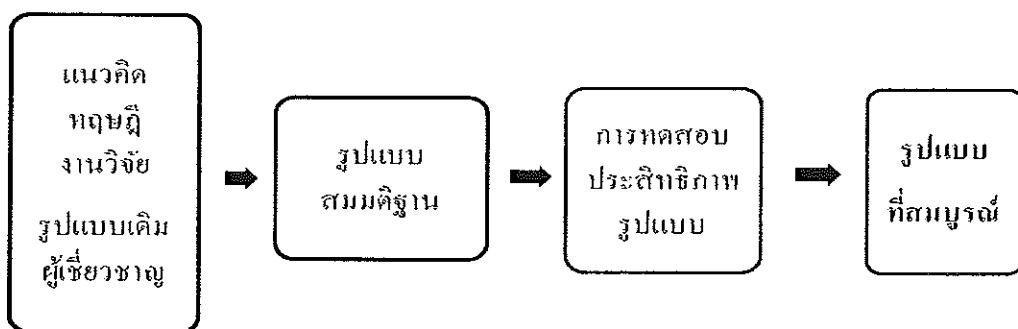 แนวคิด
ทฤษฎี
งานวิจัย
รูปแบบเดิม
ผู้เชี่ยวชาญ
รูปแบบ
สมมติฐาน
การทดสอบ
ประสิทธิภาพ
รูปแบบ
รูปแบบ
ที่สมบูรณ์